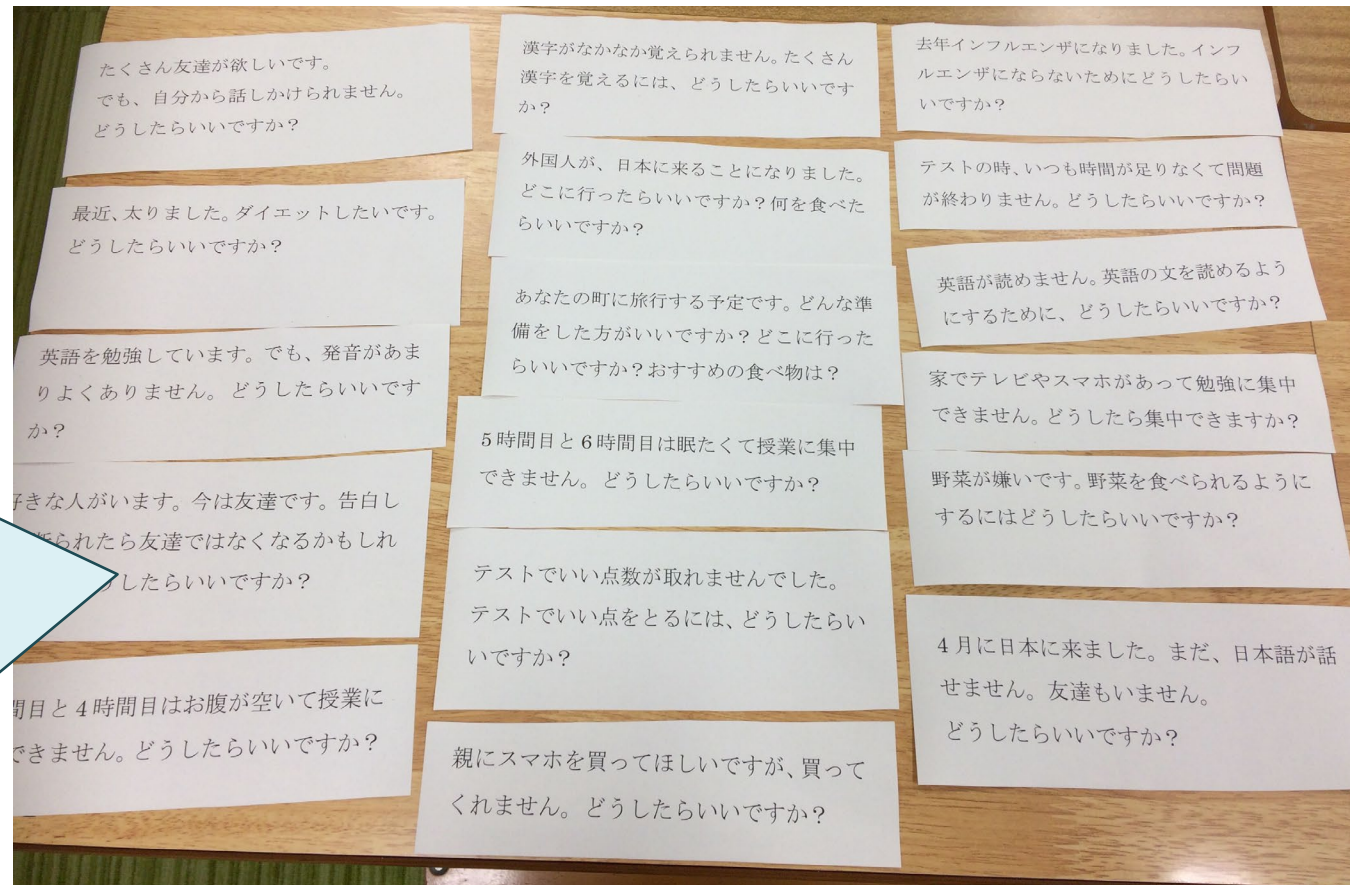 たくさん友達が欲しいです。
でも、自分から話しかけられません。
どうしたらいいですか？
最近、太りました。ダイエットしたいです。
どうしたらいいですか？
英語を勉強しています。でも、発音があま
りよくありません。どうしたらいいです
か？
きな人がいます。今は友達です。告白し
られたら友達ではなくなるかもしれ
したらいいですか？
間目と４時間目はお腹が空いて授業に
できません。どうしたらいいですか？
漢字がなかなか覚えられません。たくさん
漢字を覚えるには、どうしたらいいです
か？
外国人が、日本に来ることになりました。
どこに行ったらいいですか？何を食べた
らいいですか？
あなたの町に旅行する予定です。どんな準
備をした方がいいですか？どこに行った
らいいですか？おすすめの食べ物は？
５時間目と６時間目は眠たくて授業に集中
できません。どうしたらいいですか？
テストでいい点数が取れませんでした。
テストでいい点をとるには、どうしたらい
いですか？
親にスマホを買ってほしいですが、買って
くれません。どうしたらいいですか？
去年インフルエンザになりました。インフ
ルエンザにならないためにどうしたらい
いですか？
テストの時、いつも時間が足りなくて問題
が終わりません。どうしたらいいですか？
英語が読めません。英語の文を読めるよう
にするために、どうしたらいいですか？
家でテレビやスマホがあって勉強に集中
できません。どうしたら集中できますか？
野菜が嫌いです。野菜を食べられるように
するにはどうしたらいいですか？
４月に日本に来ました。まだ、日本語が話
せません。友達もいません。
どうしたらいいですか？